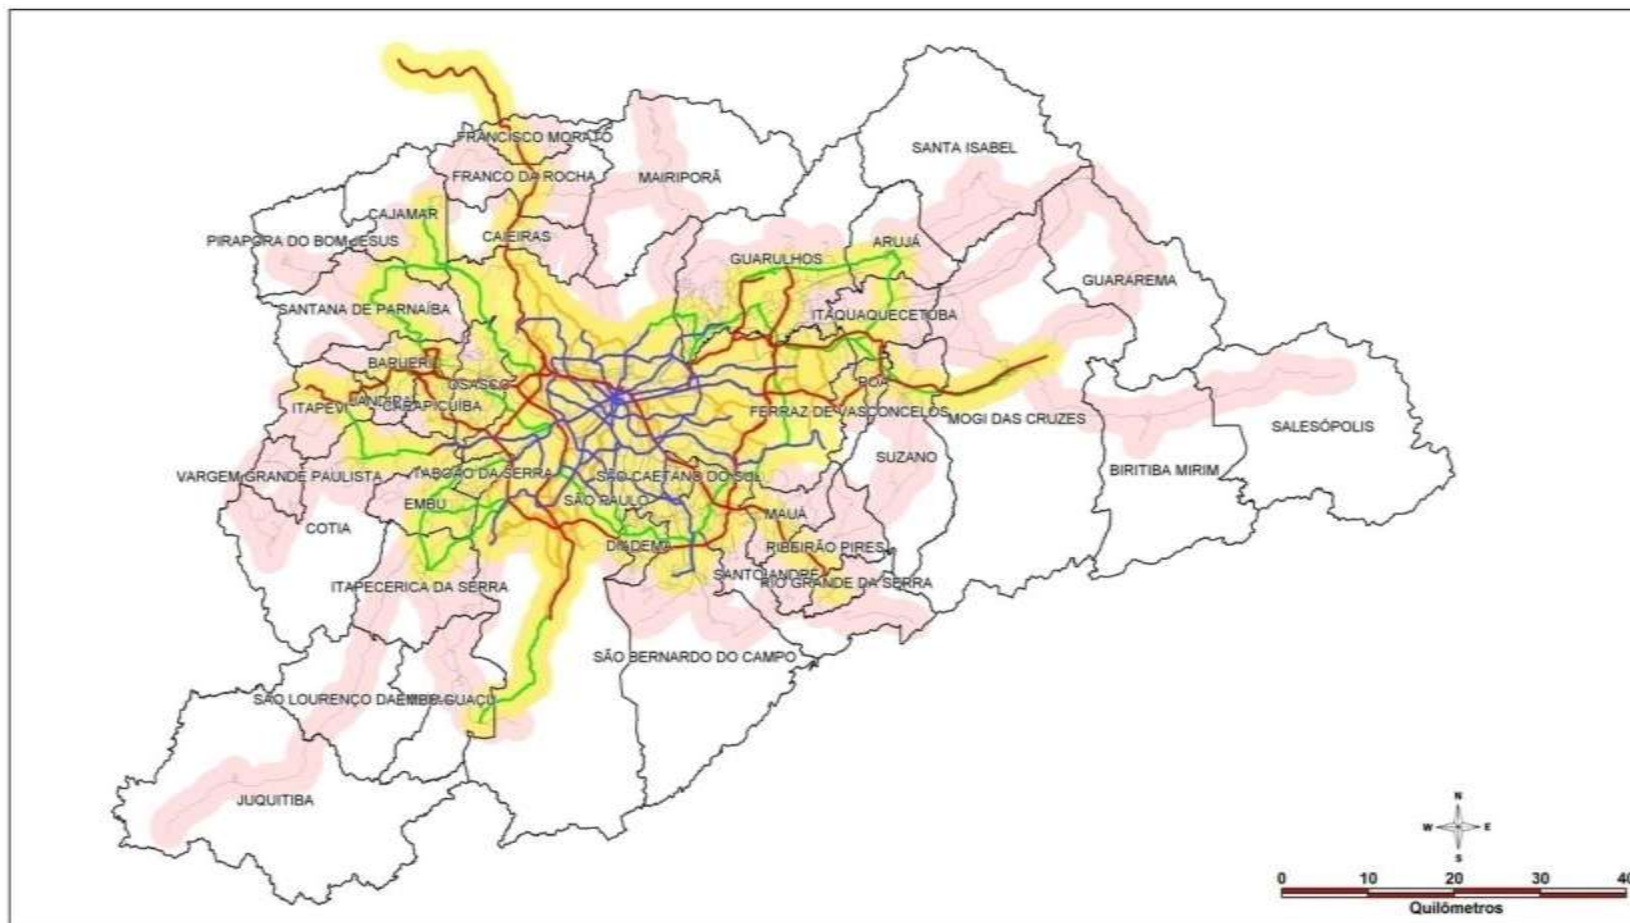 FRANCISCO MORATO
SANTA ISABEL
FRANCO DA ROCHA
MAIRIPORÃ
CAJAMAR
PIRAPORA DO BOM JESUS
CAIEIRAS
ARUJÁ
GUARULHOS
GUARAREMA
SANTANA DE PARNAÍBA
ITAQUAQUECETUBA
BARUERI
OSASCO
POÁ
JANDIRA
ITAPEVI
CARAPICUÍBA
FERRAZ DE VASCONCELOS
MOGI DAS CRUZES
SALESÓPOLIS
SUZANO
BIRITIBA MIRIM
VARGEM GRANDE PAULISTA
TABOÃO DA SERRA
SÃO CAETANO DO SUL
EMBU
SÃO PAULO
MAUÁ
COTIA
DIADEMA
RIBEIRÃO PIRES
SANTO ANDRÉ
RIO GRANDE DA SERRA
ITAPECERICA DA SERRA
SÃO BERNARDO DO CAMPO
SÃO LOURENÇO DA
EMBU-GUAÇU
JUQUITIBA
N
W E
S
0 10 20 30 40
Quilômetros